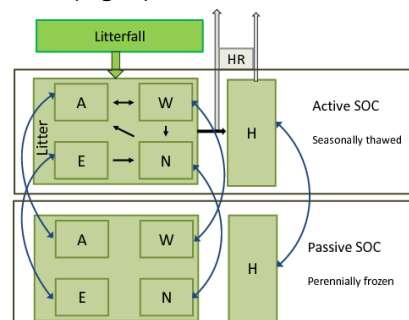 Litterfall
HR
A
W
Litter
H
Active SOC
Seasonally thawed
E
N
A
W
H
Passive SOC
Perennially frozen
E
N